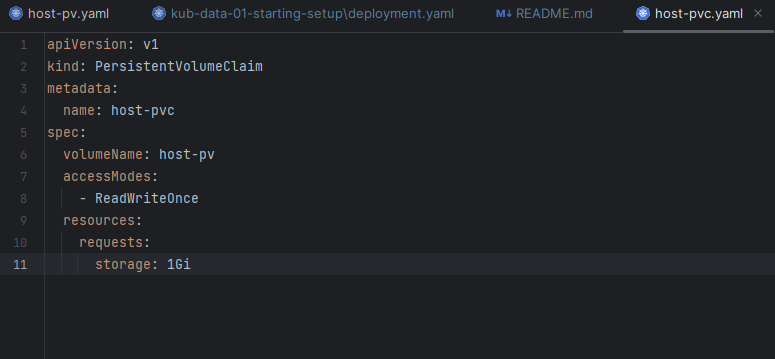 host-pv.yaml kub-data-01-starting-setup\deployment.yaml M↓ README.md host-pvc.yaml ×
1 apiVersion: v1
2 kind: PersistentVolumeClaim
3 metadata:
4   name: host-pvc
5 spec:
6   volumeName: host-pv
7   accessModes:
8     - ReadWriteOnce
9   resources:
10     requests:
11       storage: 1Gi